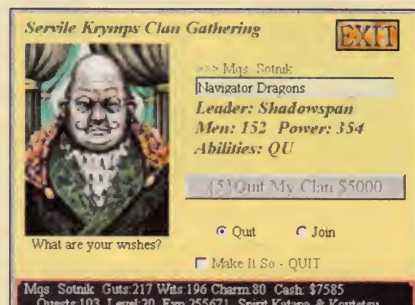 Servile Krymps Clan Gathering
EXIT
>>> Mqs Sotnik
Navigator Dragons
Leader: Shadowspan
Men: 152 Power: 354
Abilities: QU
{5}Quit My Clan $5000
Quit
Join
What are your wishes?
Make It So - QUIT
Mqs Sotnik Guts:217 Wits:196 Charm:80 Cash: $7585
Quests:103 Level:20 Exp:255671 Spirit Katana & Koutetsu